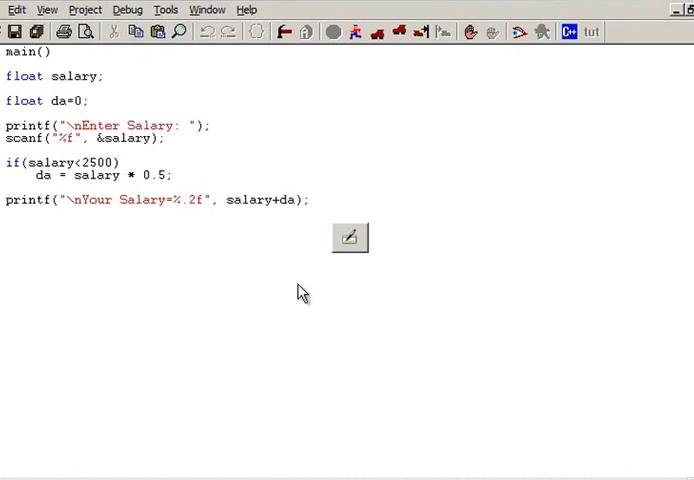 Edit View Project Debug Tools Window Help
C++ tut
main()
float salary;
float da=0;
printf("\nEnter Salary: ");
scanf("%f", &salary);
if(salary<2500)
da = salary * 0.5;
printf("\nYour Salary=%.2f", salary+da);